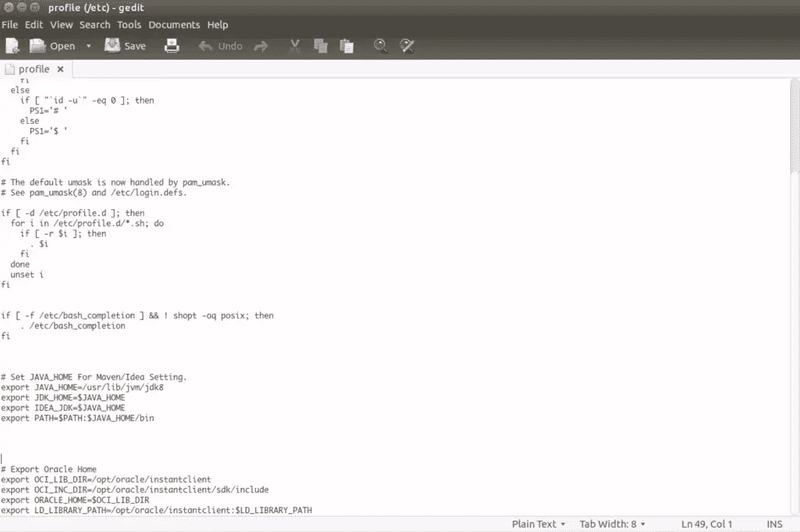 profile (/etc) - gedit
File Edit View Search Tools Documents Help
Open Save Undo
profile
fi
else
if [ "`id -u`" -eq 0 ]; then
PS1='# '
else
PS1='$ '
fi
fi
fi
# The default umask is now handled by pam_umask.
# See pam_umask(8) and /etc/login.defs.
if [ -d /etc/profile.d ]; then
for i in /etc/profile.d/*.sh; do
if [ -r $i ]; then
. $i
fi
done
unset i
fi
if [ -f /etc/bash_completion ] && ! shopt -oq posix; then
. /etc/bash_completion
fi
# Set JAVA_HOME For Maven/Idea Setting.
export JAVA_HOME=/usr/lib/jvm/jdk8
export JDK_HOME=$JAVA_HOME
export IDEA_JDK=$JAVA_HOME
export PATH=$PATH:$JAVA_HOME/bin
# Export Oracle Home
export OCI_LIB_DIR=/opt/oracle/instantclient
export OCI_INC_DIR=/opt/oracle/instantclient/sdk/include
export ORACLE_HOME=$OCI_LIB_DIR
export LD_LIBRARY_PATH=/opt/oracle/instantclient:$LD_LIBRARY_PATH
Plain Text Tab Width: 8 Ln 49, Col 1 INS